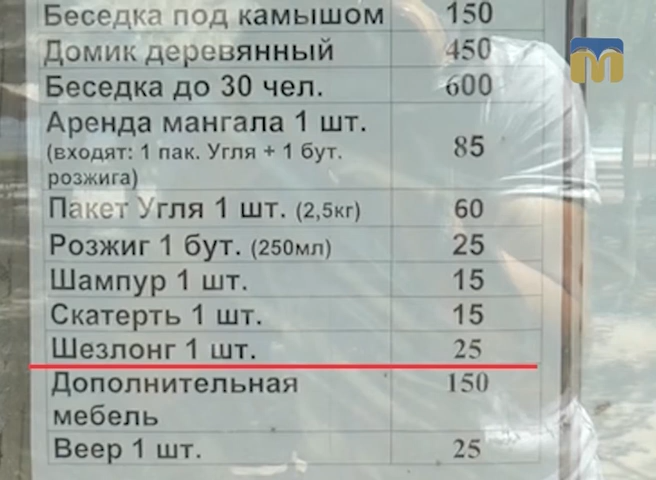 Беседка под камышом 150
Домик деревянный 450
Беседка до 30 чел. 600
Аренда мангала 1 шт.
(входят: 1 пак. Угля + 1 бут. 85
розжига)
Пакет Угля 1 шт. (2,5кг) 60
Розжиг 1 бут. (250мл) 25
Шампур 1 шт. 15
Скатерть 1 шт. 15
Шезлонг 1 шт. 25
Дополнительная 150
мебель
Веер 1 шт. 25